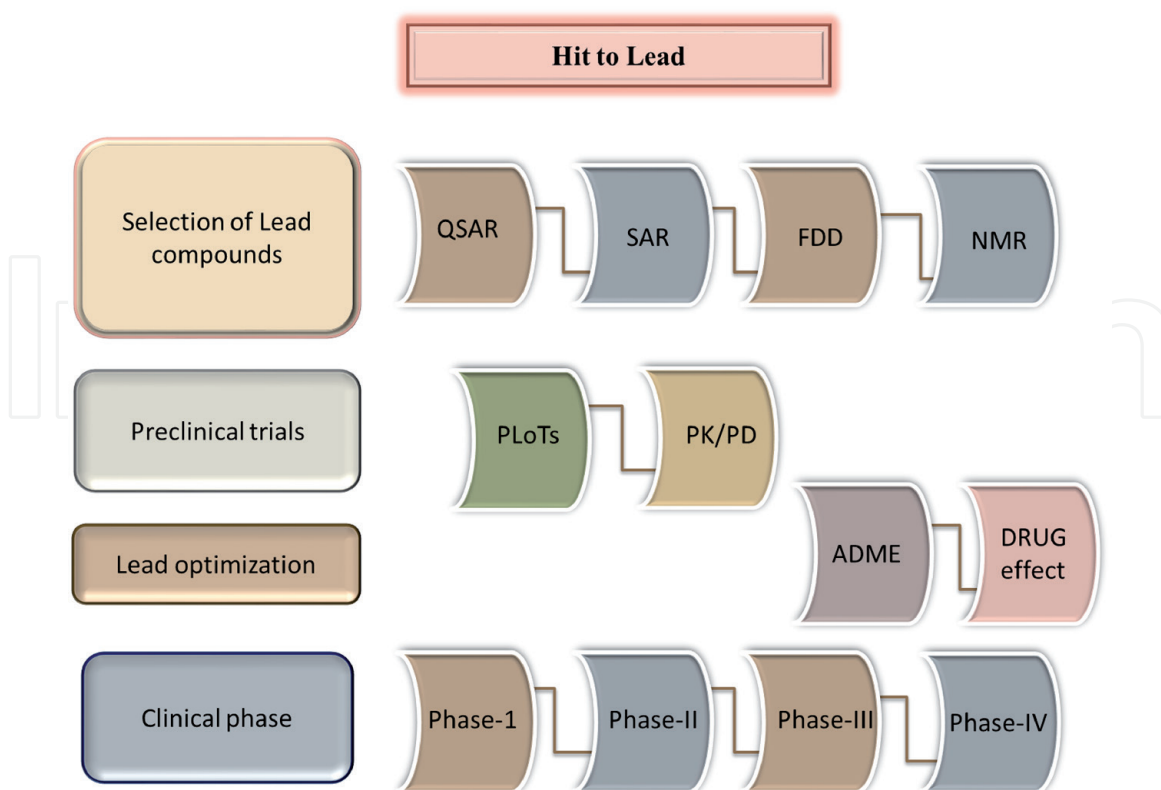 Hit to Lead
Selection of Lead
compounds
QSAR
SAR
FDD
NMR
Preclinical trials
PLoTs
PK/PD
Lead optimization
ADME
DRUG
effect
Clinical phase
Phase-1
Phase-II
Phase-III
Phase-IV